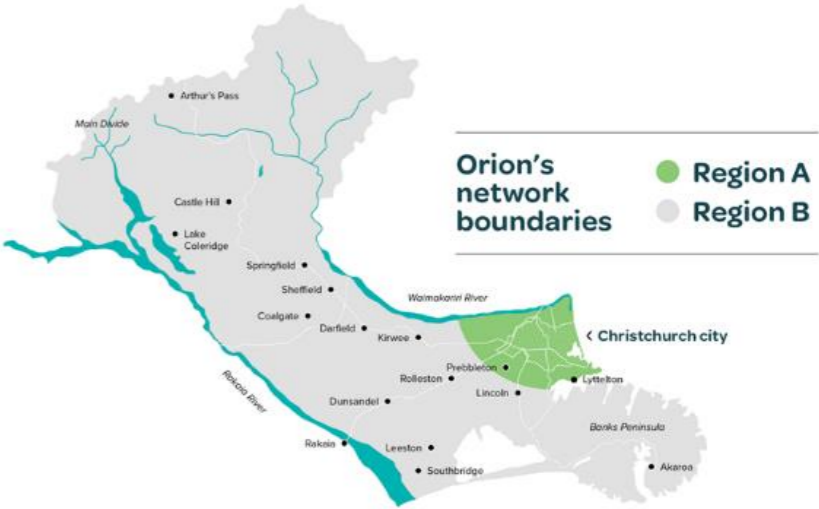 Arthur's Pass
Main Divide
Orion's
network
boundaries
Region A
Region B
Castle Hill
Lake
Coleridge
Springfield
Sheffield
Waimakariri River
Coalgate
Darfield
Kirwee
< Christchurch city
Prebbleton
Rolleston
Lyttelton
Lincoln
Rakaia River
Dunsandel
Banks Peninsula
Rakaia
Leeston
Southbridge
Akaroa